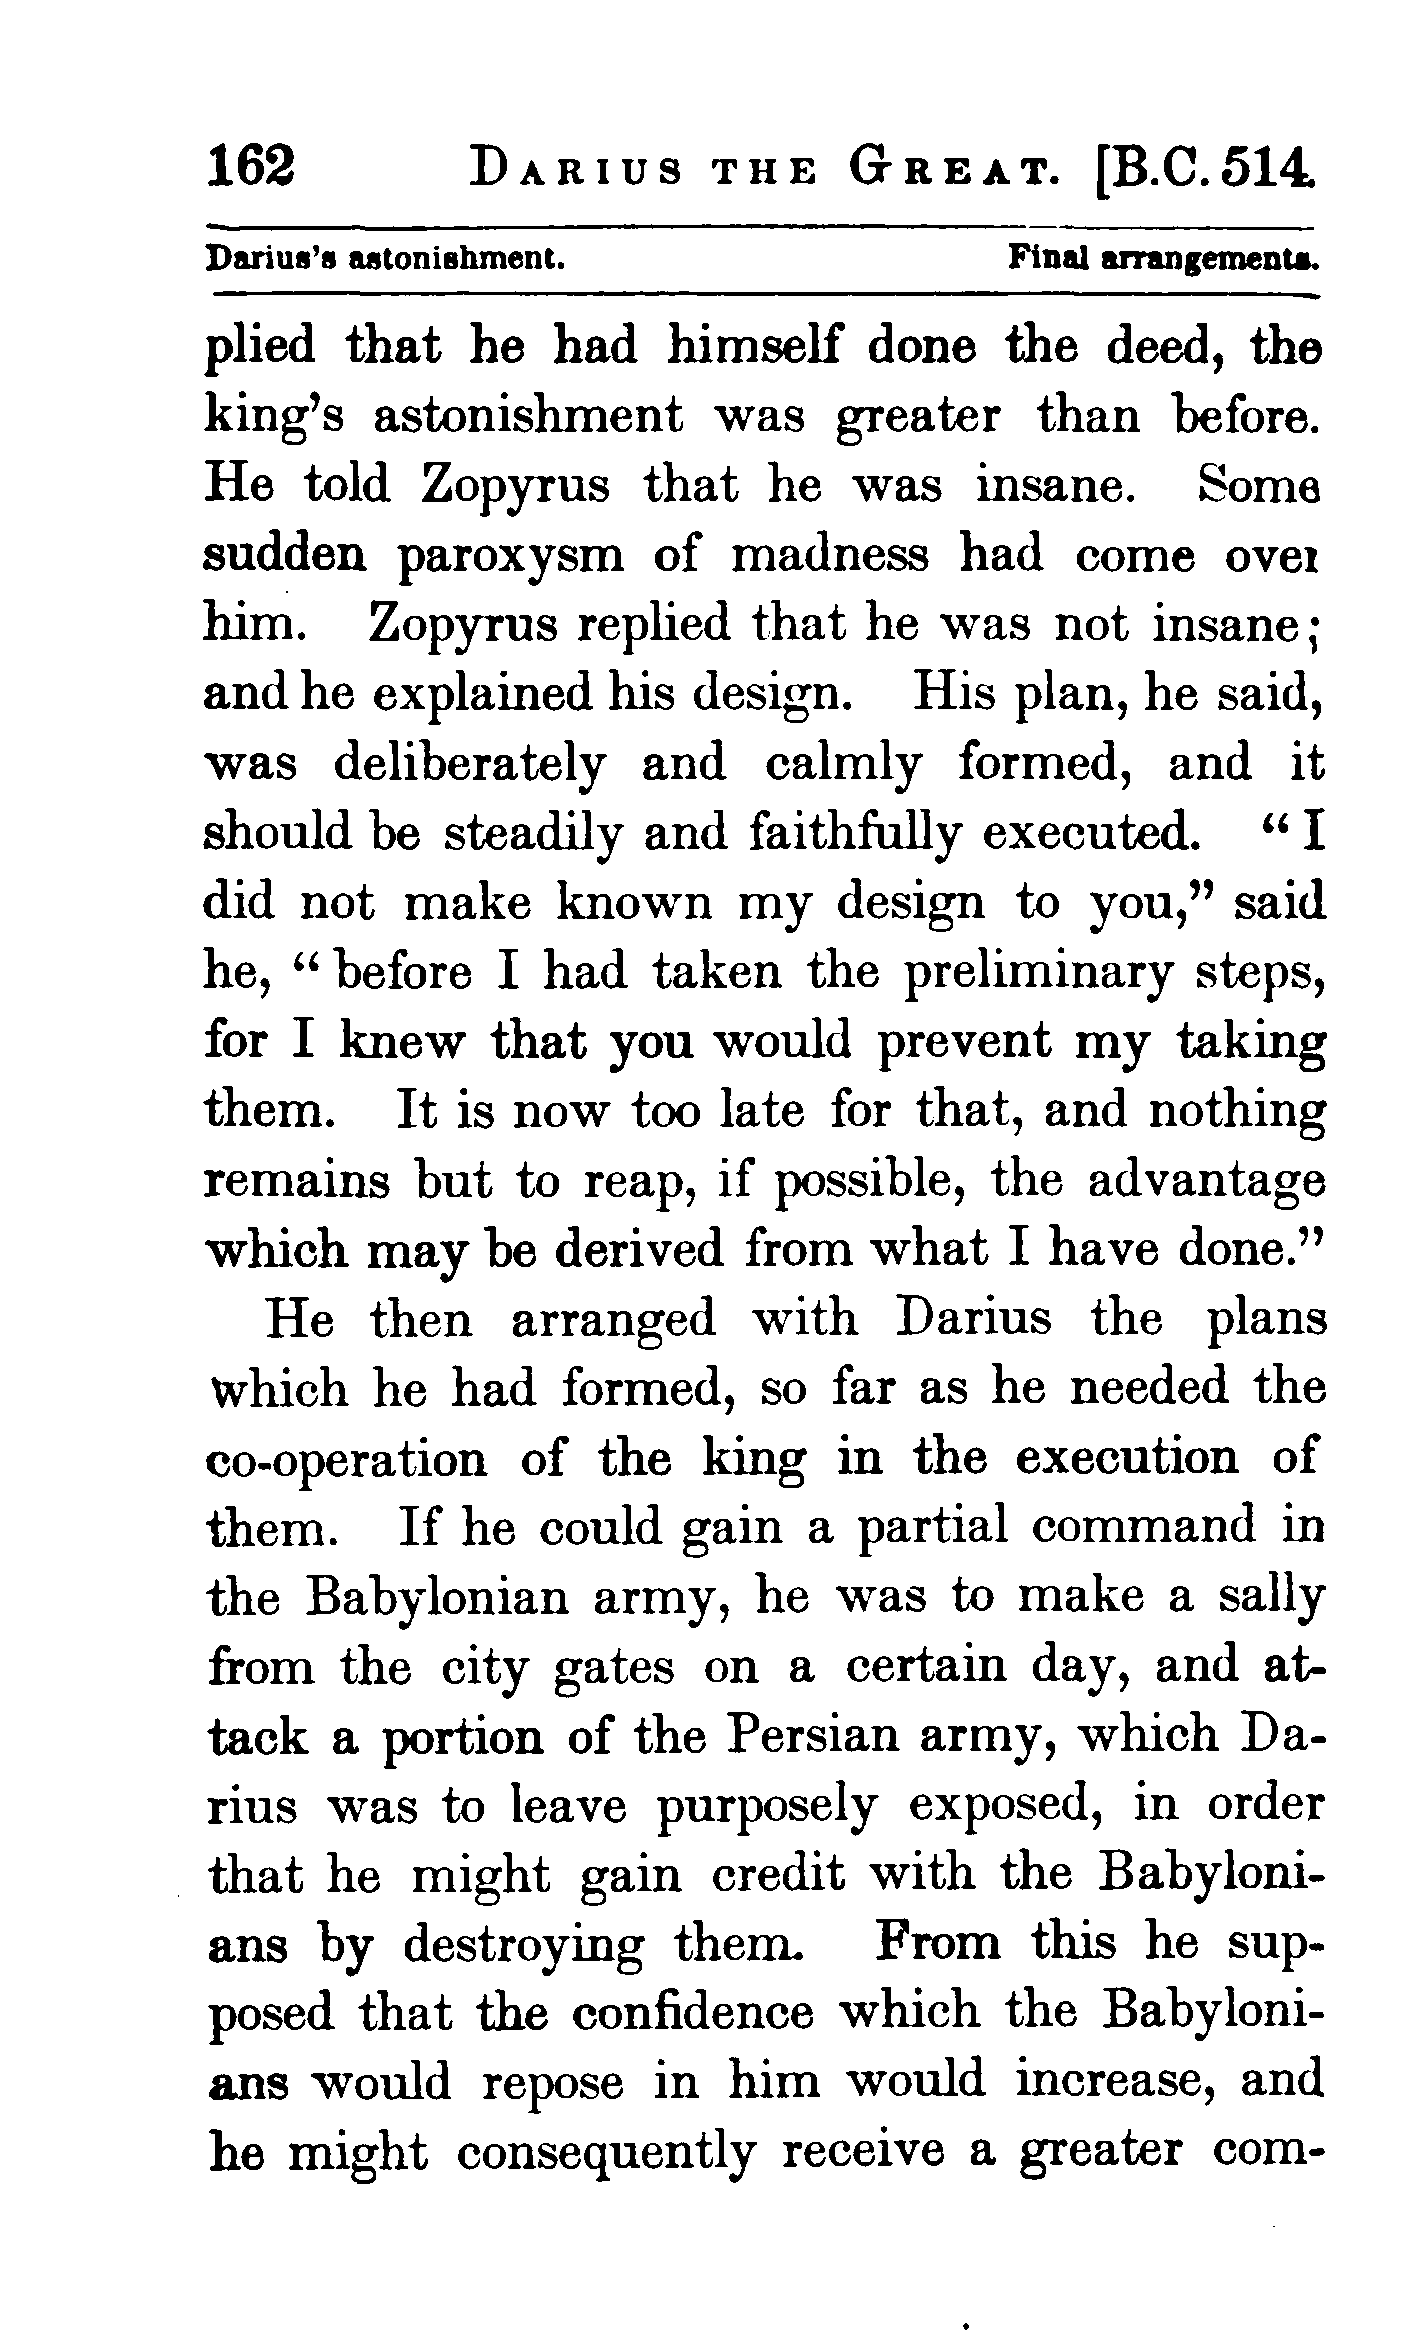 162 DARIUS THE GREAT. [B.C. 514.
Darius's astonishment. Final arrangements.
plied that he had himself done the deed, the
king's astonishment was greater than before.
He told Zopyrus that he was insane. Some
sudden paroxysm of madness had come over
him. Zopyrus replied that he was not insane;
and he explained his design. His plan, he said,
was deliberately and calmly formed, and it
should be steadily and faithfully executed. “I
did not make known my design to you,” said
he, “before I had taken the preliminary steps,
for I knew that you would prevent my taking
them. It is now too late for that, and nothing
remains but to reap, if possible, the advantage
which may be derived from what I have done.”
He then arranged with Darius the plans
which he had formed, so far as he needed the
co-operation of the king in the execution of
them. If he could gain a partial command in
the Babylonian army, he was to make a sally
from the city gates on a certain day, and at-
tack a portion of the Persian army, which Da-
rius was to leave purposely exposed, in order
that he might gain credit with the Babyloni-
ans by destroying them. From this he sup-
posed that the confidence which the Babyloni-
ans would repose in him would increase, and
he might consequently receive a greater com-